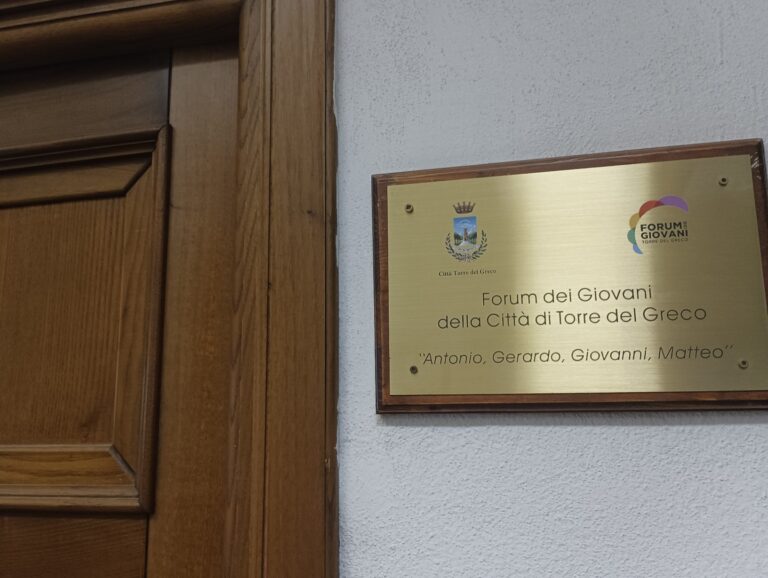 Città Torre del Greco
FORUM DEI
GIOVANI
TORRE DEL GRECO
Forum dei Giovani
della Città di Torre del Greco
"Antonio, Gerardo, Giovanni, Matteo"